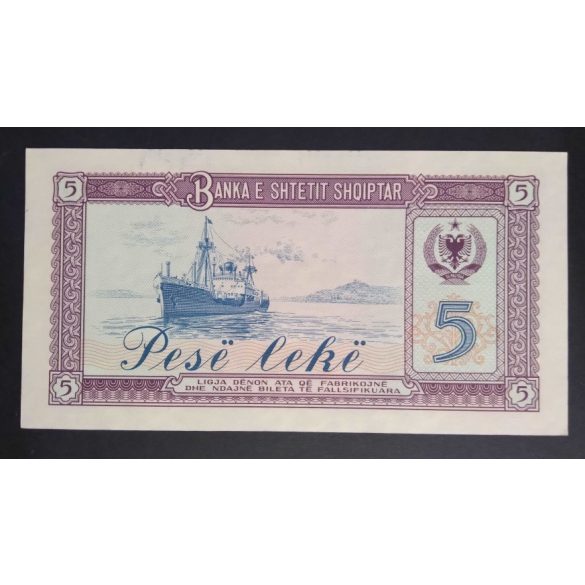 5 BANKA E SHTETIT SHQIPTAR 5
5
Pesë lekë
5 LIGJA DËNON ATA QË FABRIKOJNË 5
DHE NDAJNË BILETA TË FALLSIFIKUARA